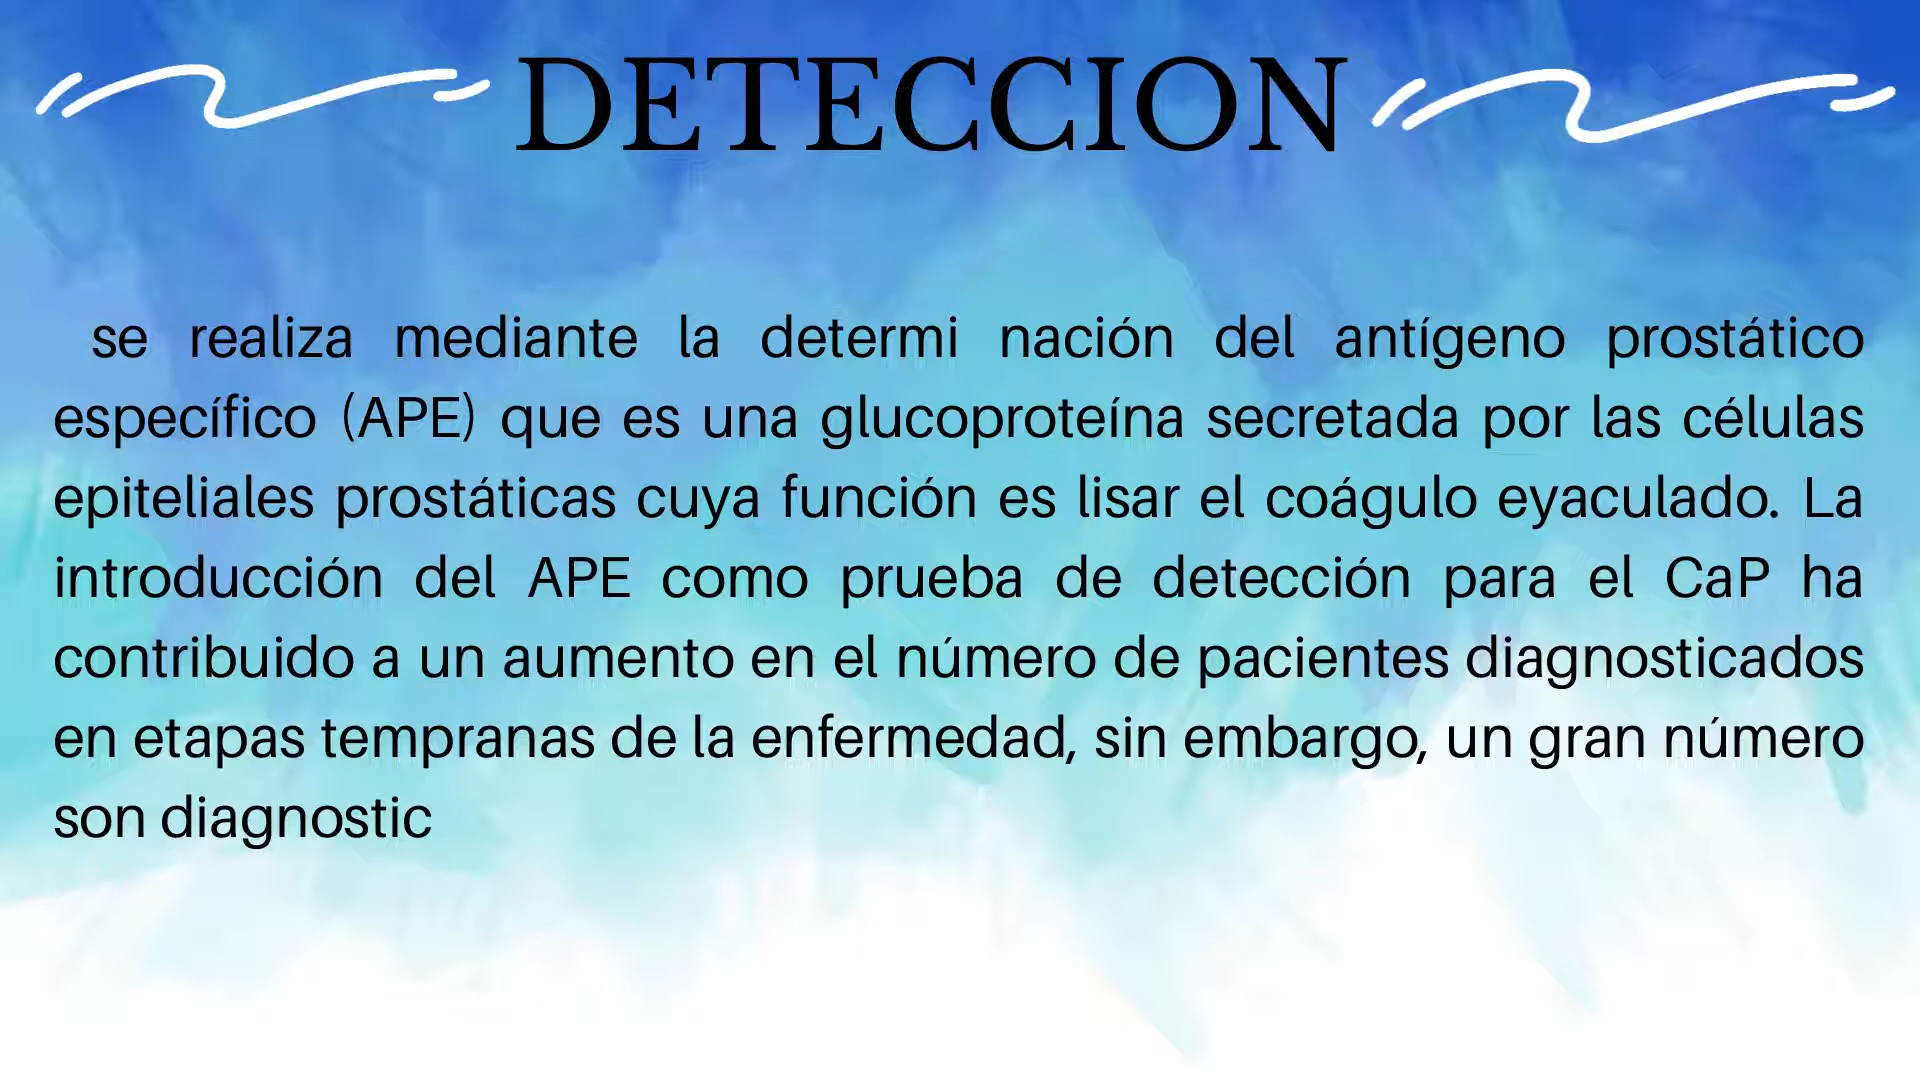 DETECCION
se realiza mediante la determi nación del antígeno prostático
específico (APE) que es una glucoproteína secretada por las células
epiteliales prostáticas cuya función es lisar el coágulo eyaculado. La
introducción del APE como prueba de detección para el CaP ha
contribuido a un aumento en el número de pacientes diagnosticados
en etapas tempranas de la enfermedad, sin embargo, un gran número
son diagnostic